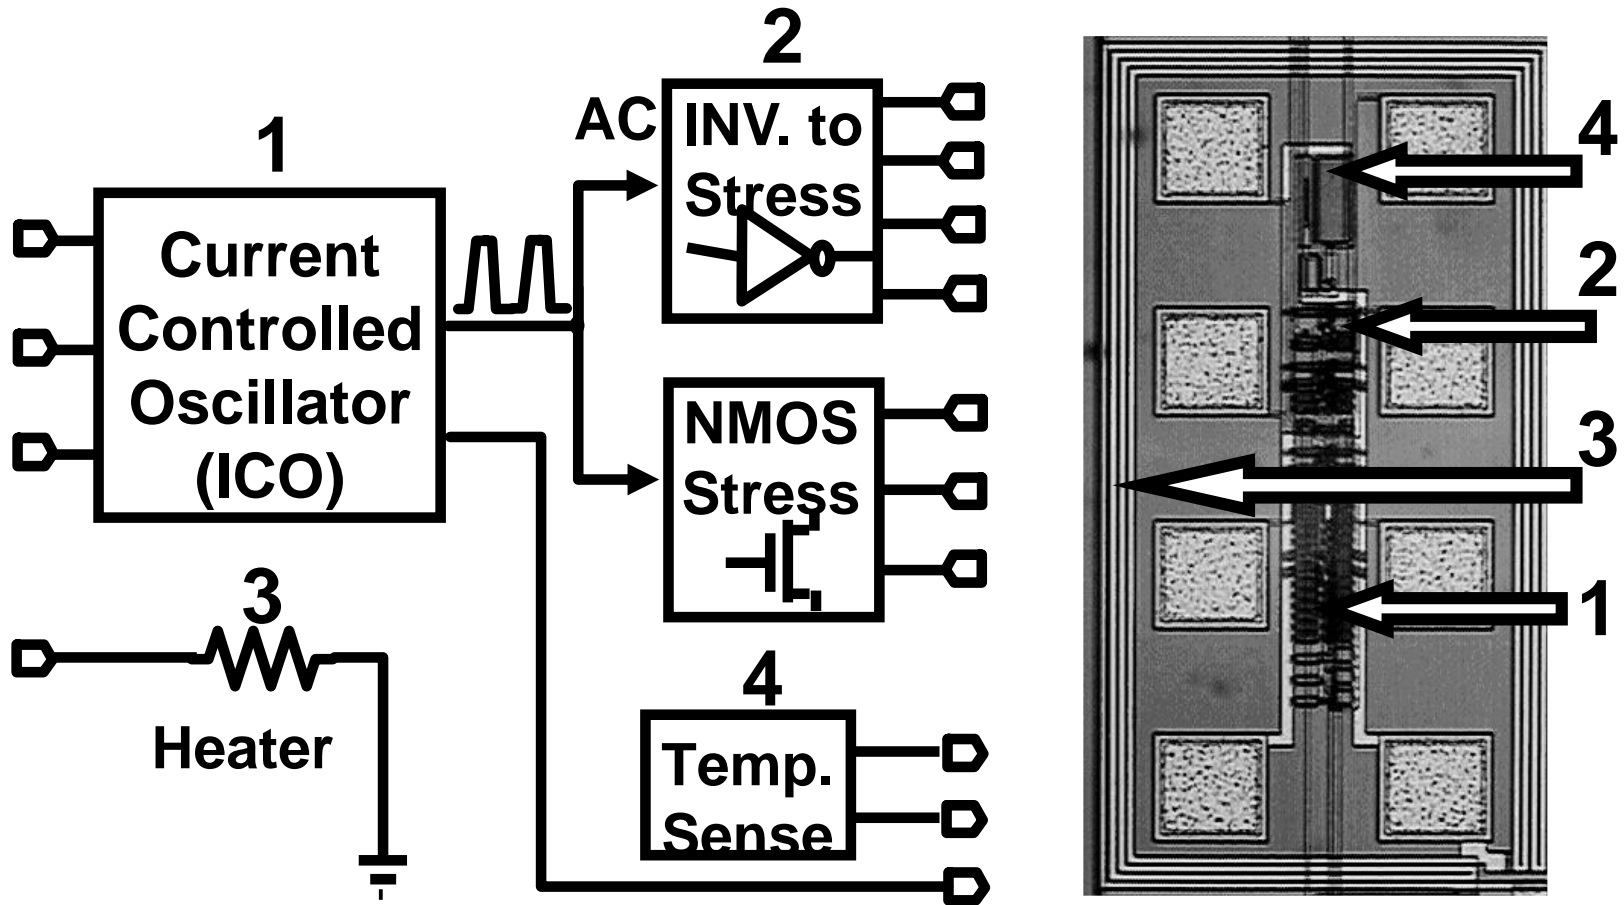 1
Current
Controlled
Oscillator
(ICO)
AC
2
INV. to
Stress
NMOS
Stress
3
Heater
4
Temp.
Sense
4
2
3
1